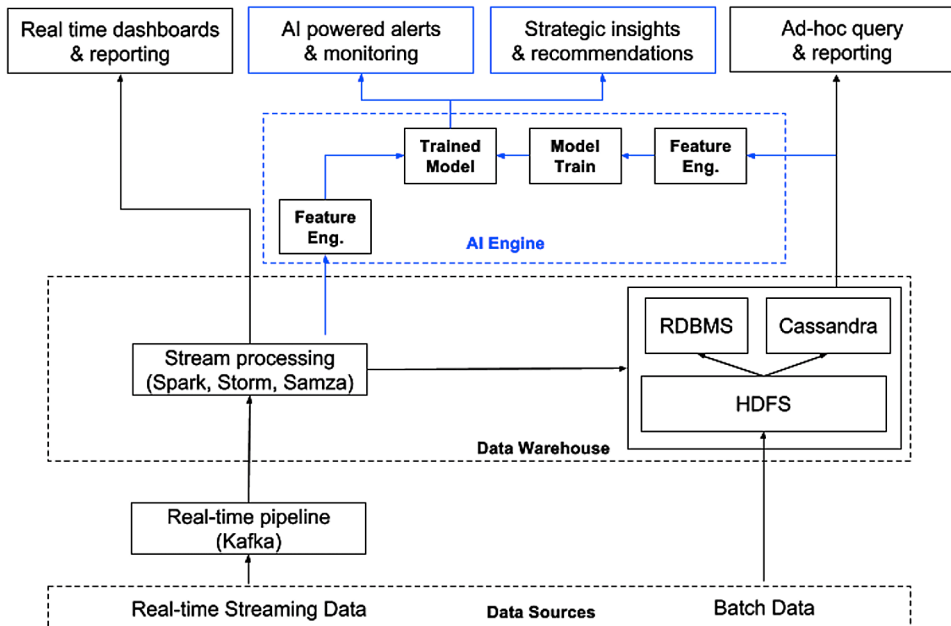 Real time dashboards
& reporting
AI powered alerts
& monitoring
Strategic insights
& recommendations
Ad-hoc query
& reporting
Trained
Model
Model
Train
Feature
Eng.
Feature
Eng.
AI Engine
RDBMS
Cassandra
Stream processing
(Spark, Storm, Samza)
HDFS
Data Warehouse
Real-time pipeline
(Kafka)
Real-time Streaming Data
Data Sources
Batch Data